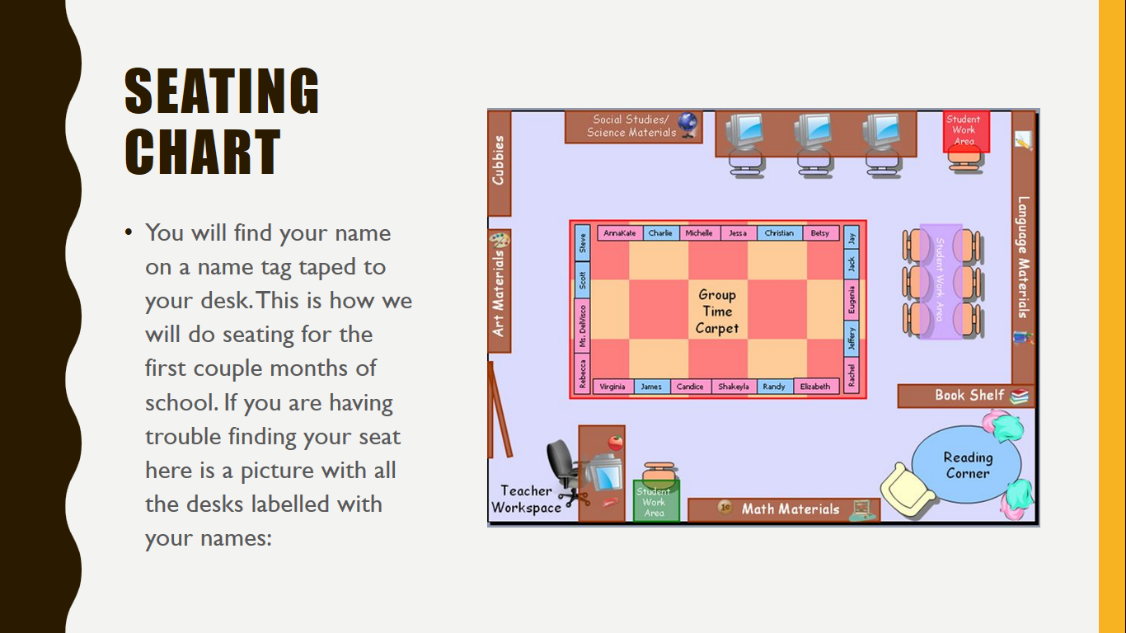 SEATING
CHART
• You will find your name
on a name tag taped to
your desk. This is how we
will do seating for the
first couple months of
school. If you are having
trouble finding your seat
here is a picture with all
the desks labelled with
your names:
Cubbies
Social Studies/
Science Materials
Student
Work
Area
Language Materials
Art Materials
Steve
Scott
Ms. DelVisco
Rebecca
AnnaKate Charlie Michelle Jessa Christian Betsy
Jay
Jack
Eugenia
Jeffery
Rachel
Group
Time
Carpet
Virginia James Candice Shakeyla Randy Elizabeth
Student Work Area
Book Shelf
Reading
Corner
Teacher
Workspace
Student
Work
Area
Math Materials